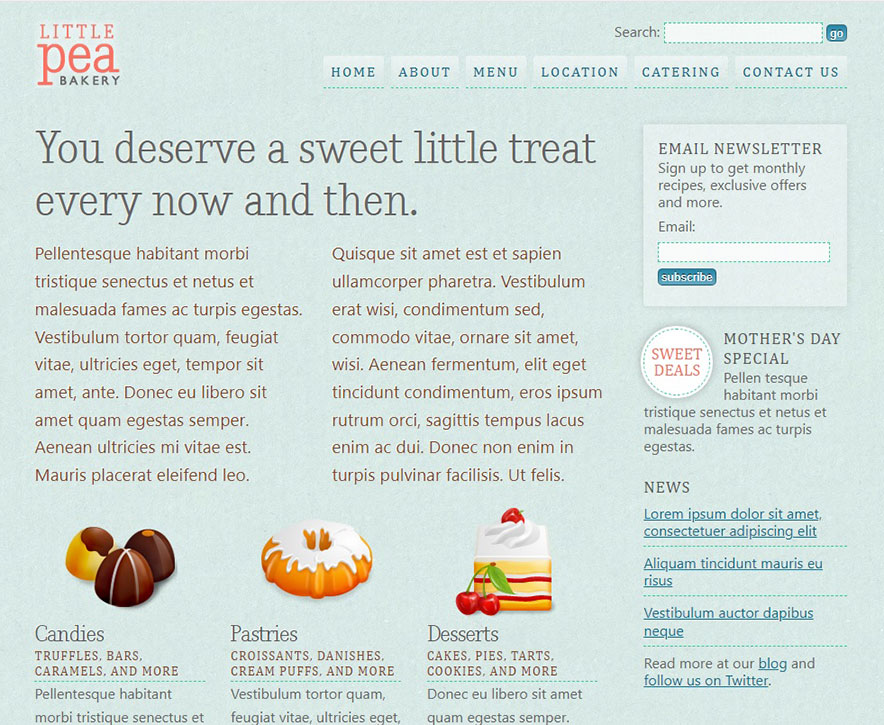 LITTLE
pea
BAKERY
Search: go
HOME ABOUT MENU LOCATION CATERING CONTACT US
You deserve a sweet little treat
every now and then.
Pellentesque habitant morbi
tristique senectus et netus et
malesuada fames ac turpis egestas.
Vestibulum tortor quam, feugiat
vitae, ultricies eget, tempor sit
amet, ante. Donec eu libero sit
amet quam egestas semper.
Aenean ultricies mi vitae est.
Mauris placerat eleifend leo.
Quisque sit amet est et sapien
ullamcorper pharetra. Vestibulum
erat wisi, condimentum sed,
commodo vitae, ornare sit amet,
wisi. Aenean fermentum, elit eget
tincidunt condimentum, eros ipsum
rutrum orci, sagittis tempus lacus
enim ac dui. Donec non enim in
turpis pulvinar facilisis. Ut felis.
Candies
TRUFFLES, BARS,
CARAMELS, AND MORE
Pellentesque habitant
morbi tristique senectus et
Pastries
CROISSANTS, DANISHES,
CREAM PUFFS, AND MORE
Vestibulum tortor quam,
feugiat vitae, ultricies eget,
Desserts
CAKES, PIES, TARTS,
COOKIES, AND MORE
Donec eu libero sit amet
quam egestas semper.
EMAIL NEWSLETTER
Sign up to get monthly
recipes, exclusive offers
and more.
Email:
subscribe
SWEET
DEALS
MOTHER'S DAY
SPECIAL
Pellen tesque
habitant morbi
tristique senectus et netus et
malesuada fames ac turpis
egestas.
NEWS
Lorem ipsum dolor sit amet,
consectetuer adipiscing elit
Aliquam tincidunt mauris eu
risus
Vestibulum auctor dapibus
neque
Read more at our blog and
follow us on Twitter.